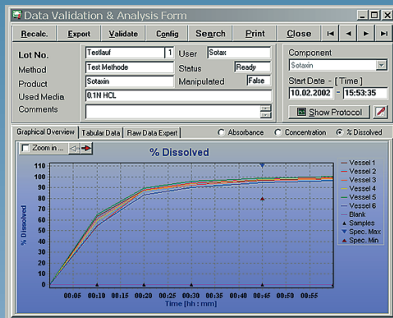 Data Validation & Analysis Form
Recalc. Export Validate Config Search Print Close
Lot No. Testlauf 1 User Sotax
Method Test Methode Status Ready
Product Sotaxin Manipulated False
Used Media 0.1N HCL
Comments
Component
Sotaxin
Start Date - [ Time ]
10.02.2002 - 15:53:35
Show Protocol
Graphical Overview Tabular Data Raw Data Expert Absorbance Concentration % Dissolved
Zoom in ...
% Dissolved
% Dissolved
110
100
90
80
70
60
50
40
30
20
10
0
00:05 00:10 00:15 00:20 00:25 00:30 00:35 00:40 00:45 00:50 00:55
Time [hh : mm]
Vessel 1
Vessel 2
Vessel 3
Vessel 4
Vessel 5
Vessel 6
Blank
Samples
Spec. Max
Spec. Min